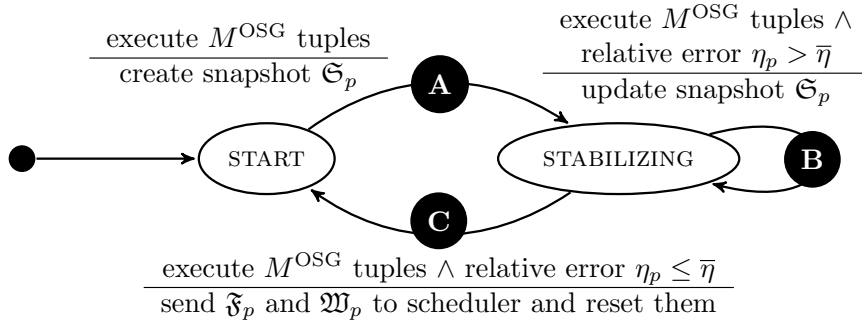 execute M^OSG tuples
create snapshot 𝔖_p
execute M^OSG tuples ∧
relative error η_p > η̅
update snapshot 𝔖_p
A
START
STABILIZING
B
C
execute M^OSG tuples ∧ relative error η_p ≤ η̅
send 𝔉_p and 𝔚_p to scheduler and reset them